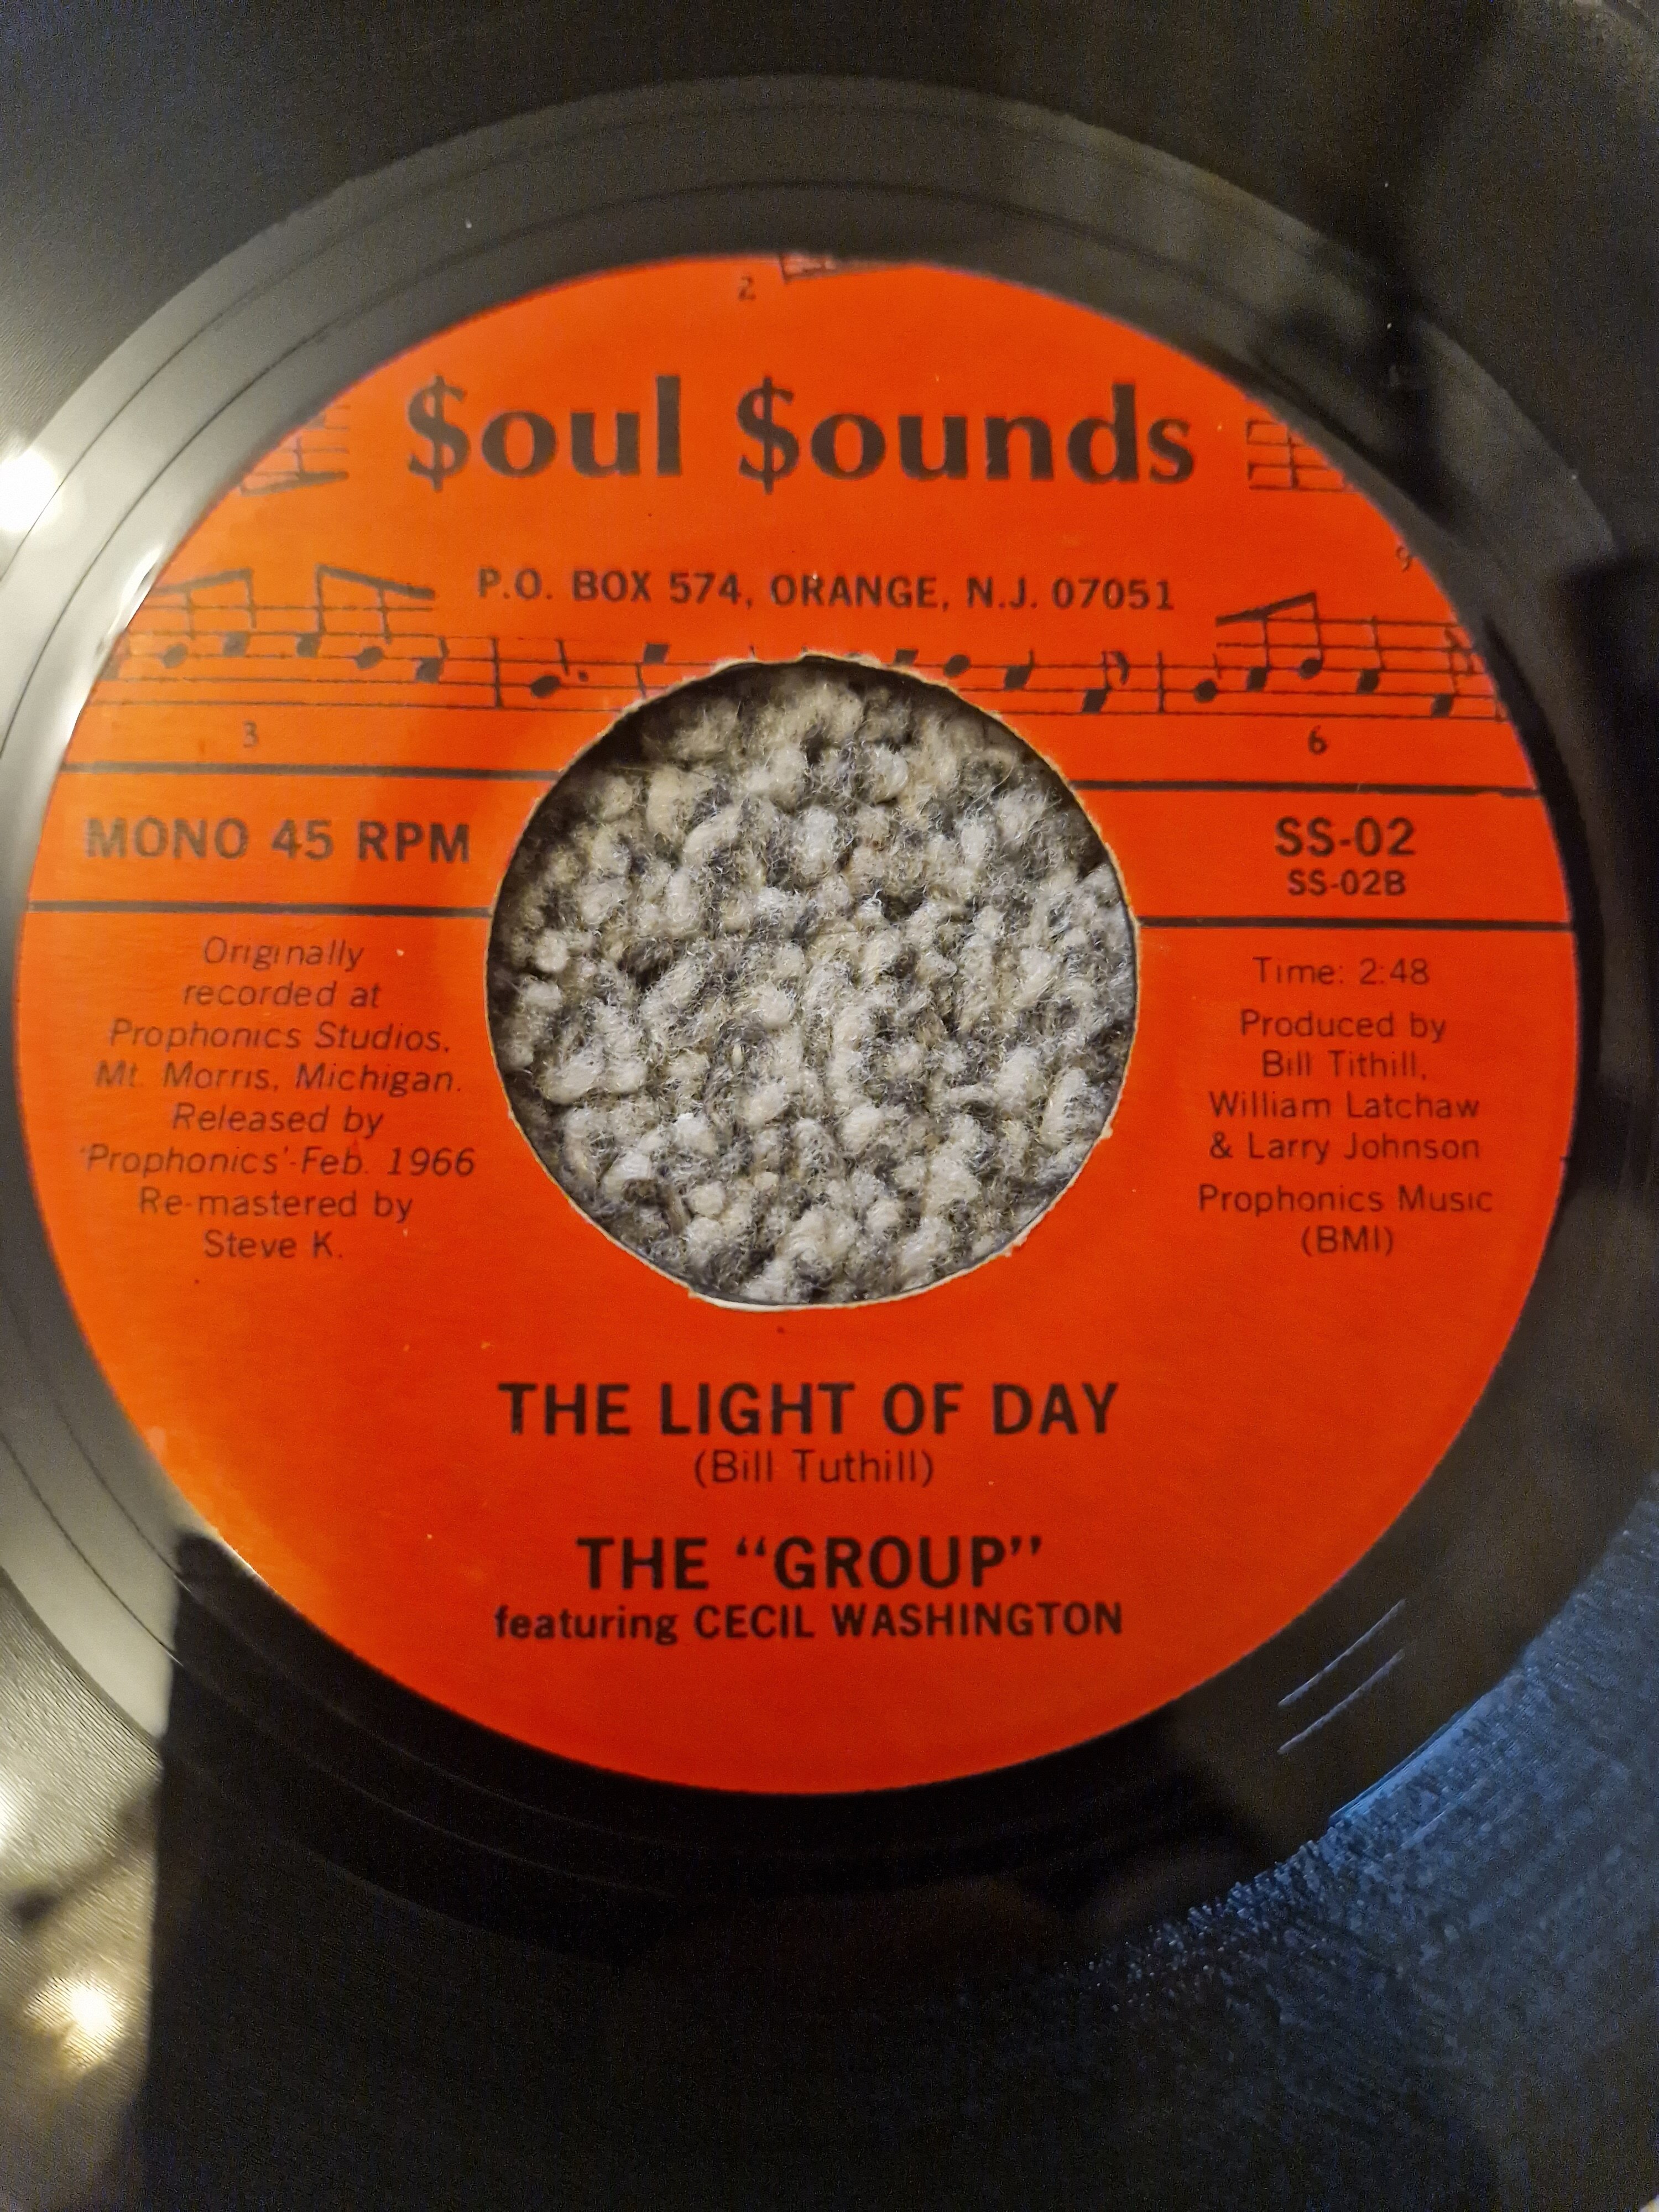 2
$oul $ounds
9
P.O. BOX 574, ORANGE, N.J. 07051
3
6
MONO 45 RPM
SS-02
SS-02B
Originally
recorded at
Prophonics Studios,
Mt. Morris, Michigan.
Released by
'Prophonics'-Feb. 1966
Re-mastered by
Steve K.
Time: 2:48
Produced by
Bill Tithill,
William Latchaw
& Larry Johnson
Prophonics Music
(BMI)
THE LIGHT OF DAY
(Bill Tuthill)
THE “GROUP”
featuring CECIL WASHINGTON